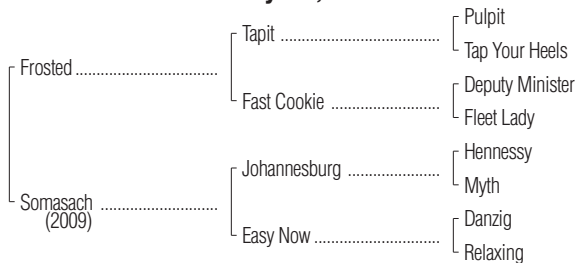 Pulpit
Tapit
Tap Your Heels
Frosted
Deputy Minister
Fast Cookie
Fleet Lady
Hennessy
Johannesburg
Myth
Somasach
(2009)
Danzig
Easy Now
Relaxing